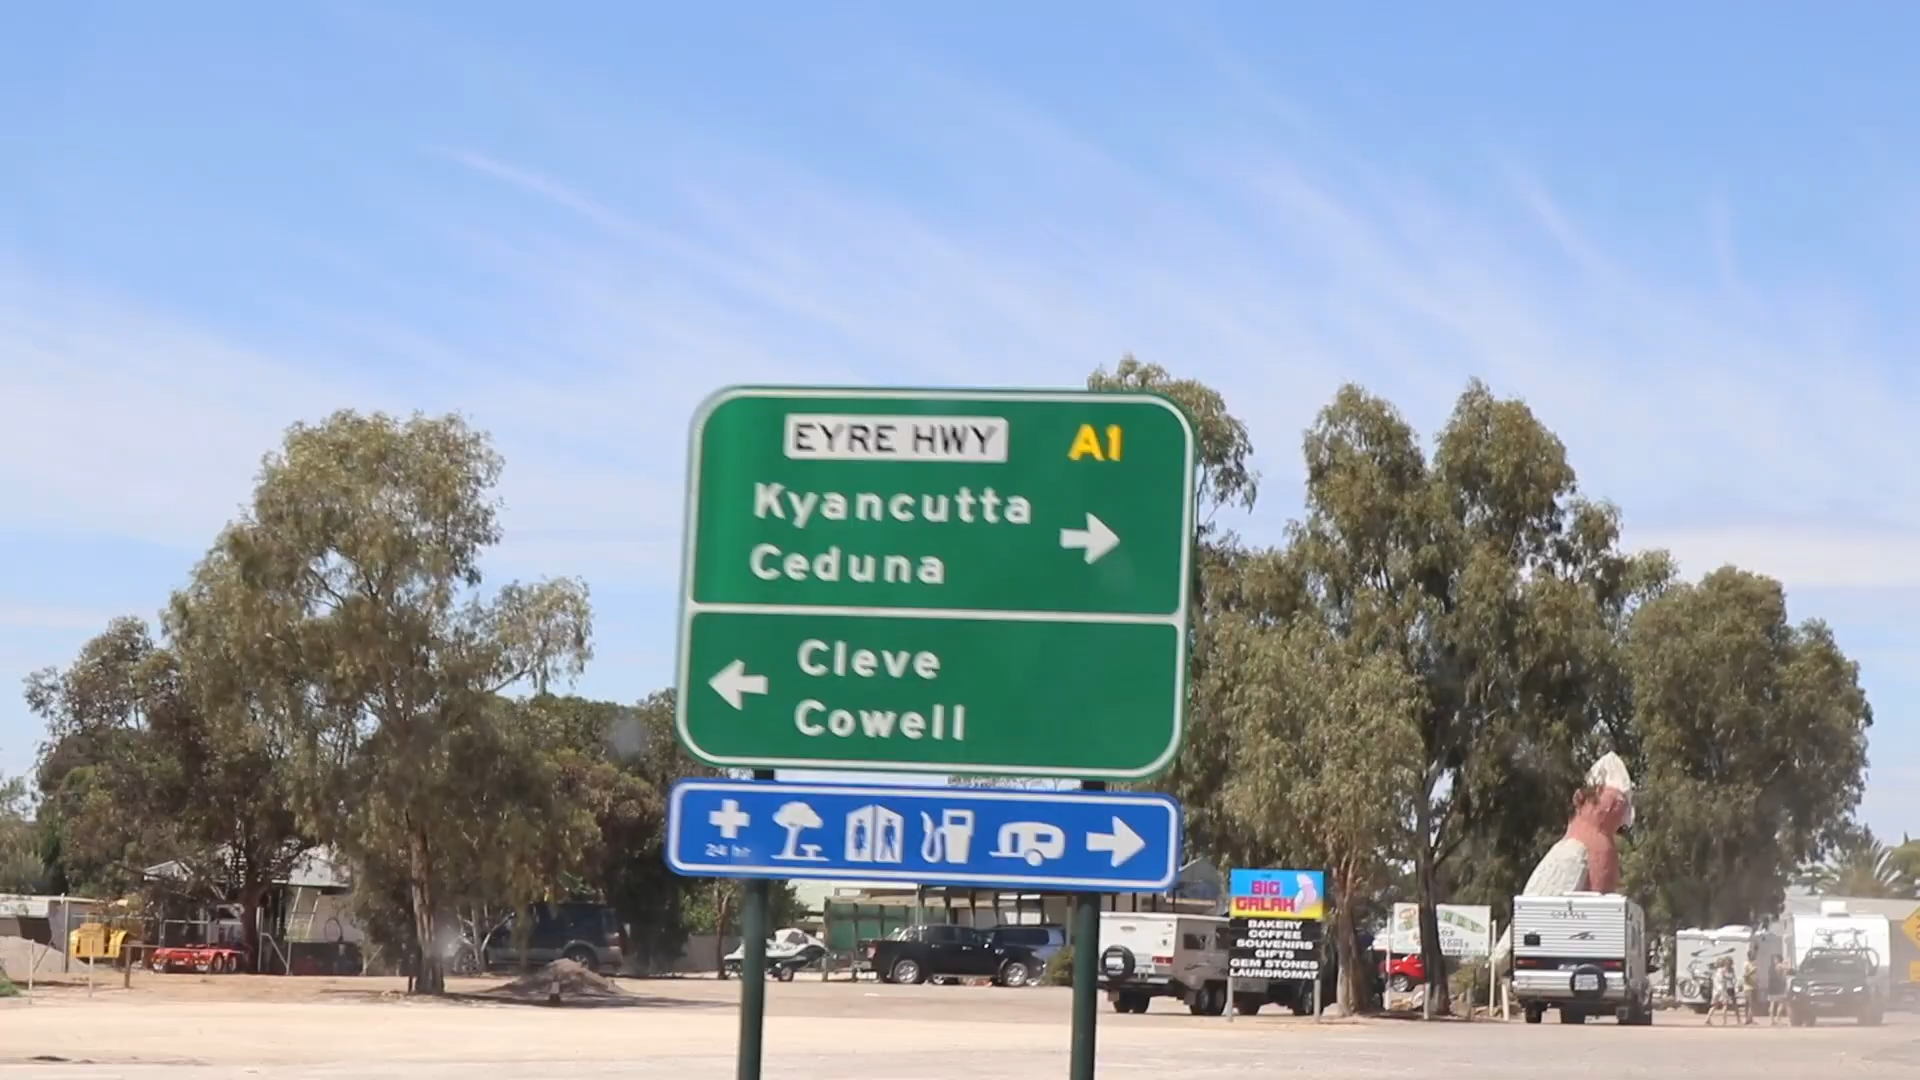 EYRE HWY A1
Kyancutta
Ceduna
Cleve
Cowell
24 hr
BIG
GALAH
BAKERY
COFFEE
SOUVENIRS
GIFTS
GEM STONES
LAUNDROMAT